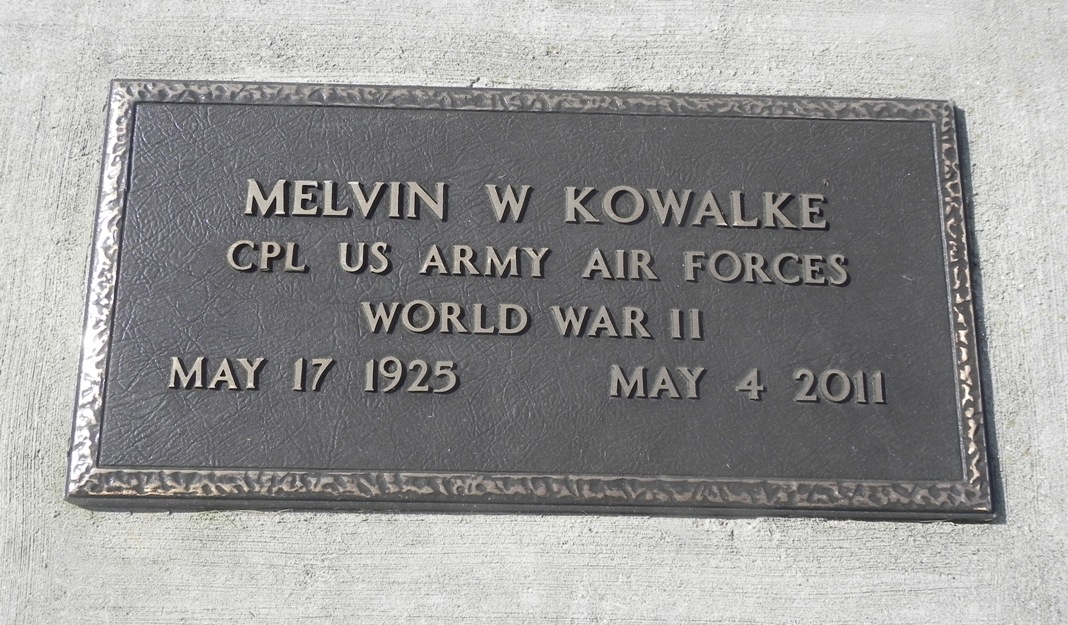 MELVIN W KOWALKE
CPL US ARMY AIR FORCES
WORLD WAR II
MAY 17 1925 MAY 4 2011